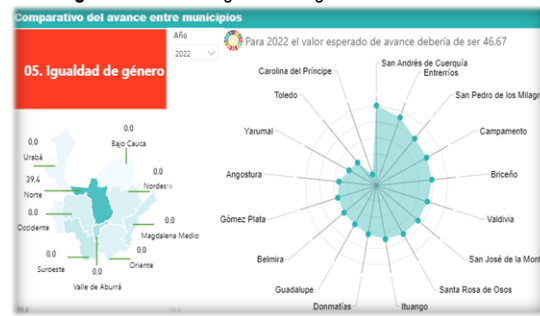 Comparativo del avance entre municipios
05. Igualdad de género
Año
2022
Para 2022 el valor esperado de avance debería de ser 46.67
San Andrés de Cuerquía
Entrerríos
San Pedro de los Milagr
Campamento
Briceño
Valdivia
San José de la Mont
Santa Rosa de Osos
Ituango
Donmatías
Guadalupe
Belmira
Gómez Plata
Angostura
Yarumal
Toledo
Carolina del Príncipe
0,0
Urabá
0,0
Bajo Cauca
39,4
Norte
0,0
Nordeste
0,0
Occidente
0,0
Magdalena Medio
0,0
Suroeste
0,0
Oriente
0,0
Valle de Aburrá